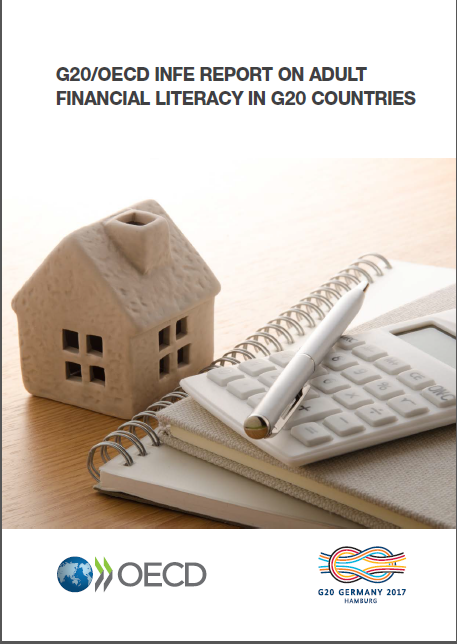 G20/OECD INFE REPORT ON ADULT
FINANCIAL LITERACY IN G20 COUNTRIES
OECD
G20 GERMANY 2017
HAMBURG